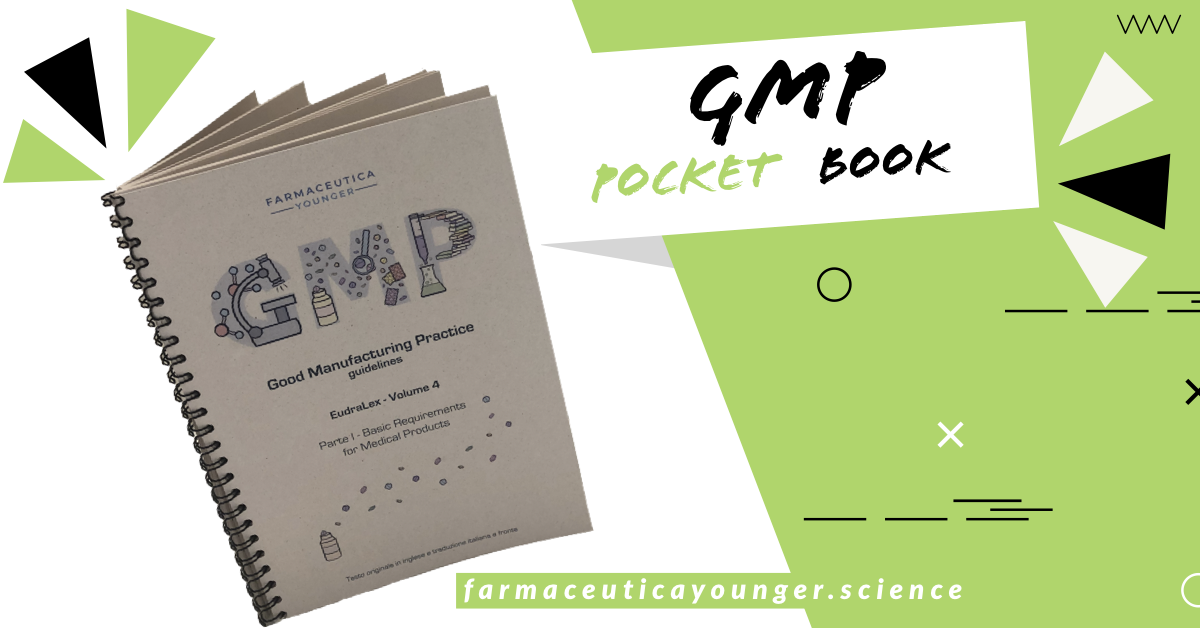 GMP
POCKET BOOK
FARMACEUTICA
YOUNGER
GMP
Good Manufacturing Practice
guidelines
EudraLex - Volume 4
Parte I - Basic Requirements
for Medical Products
Testo originale in inglese e traduzione italiana a fronte
farmaceuticayounger.science